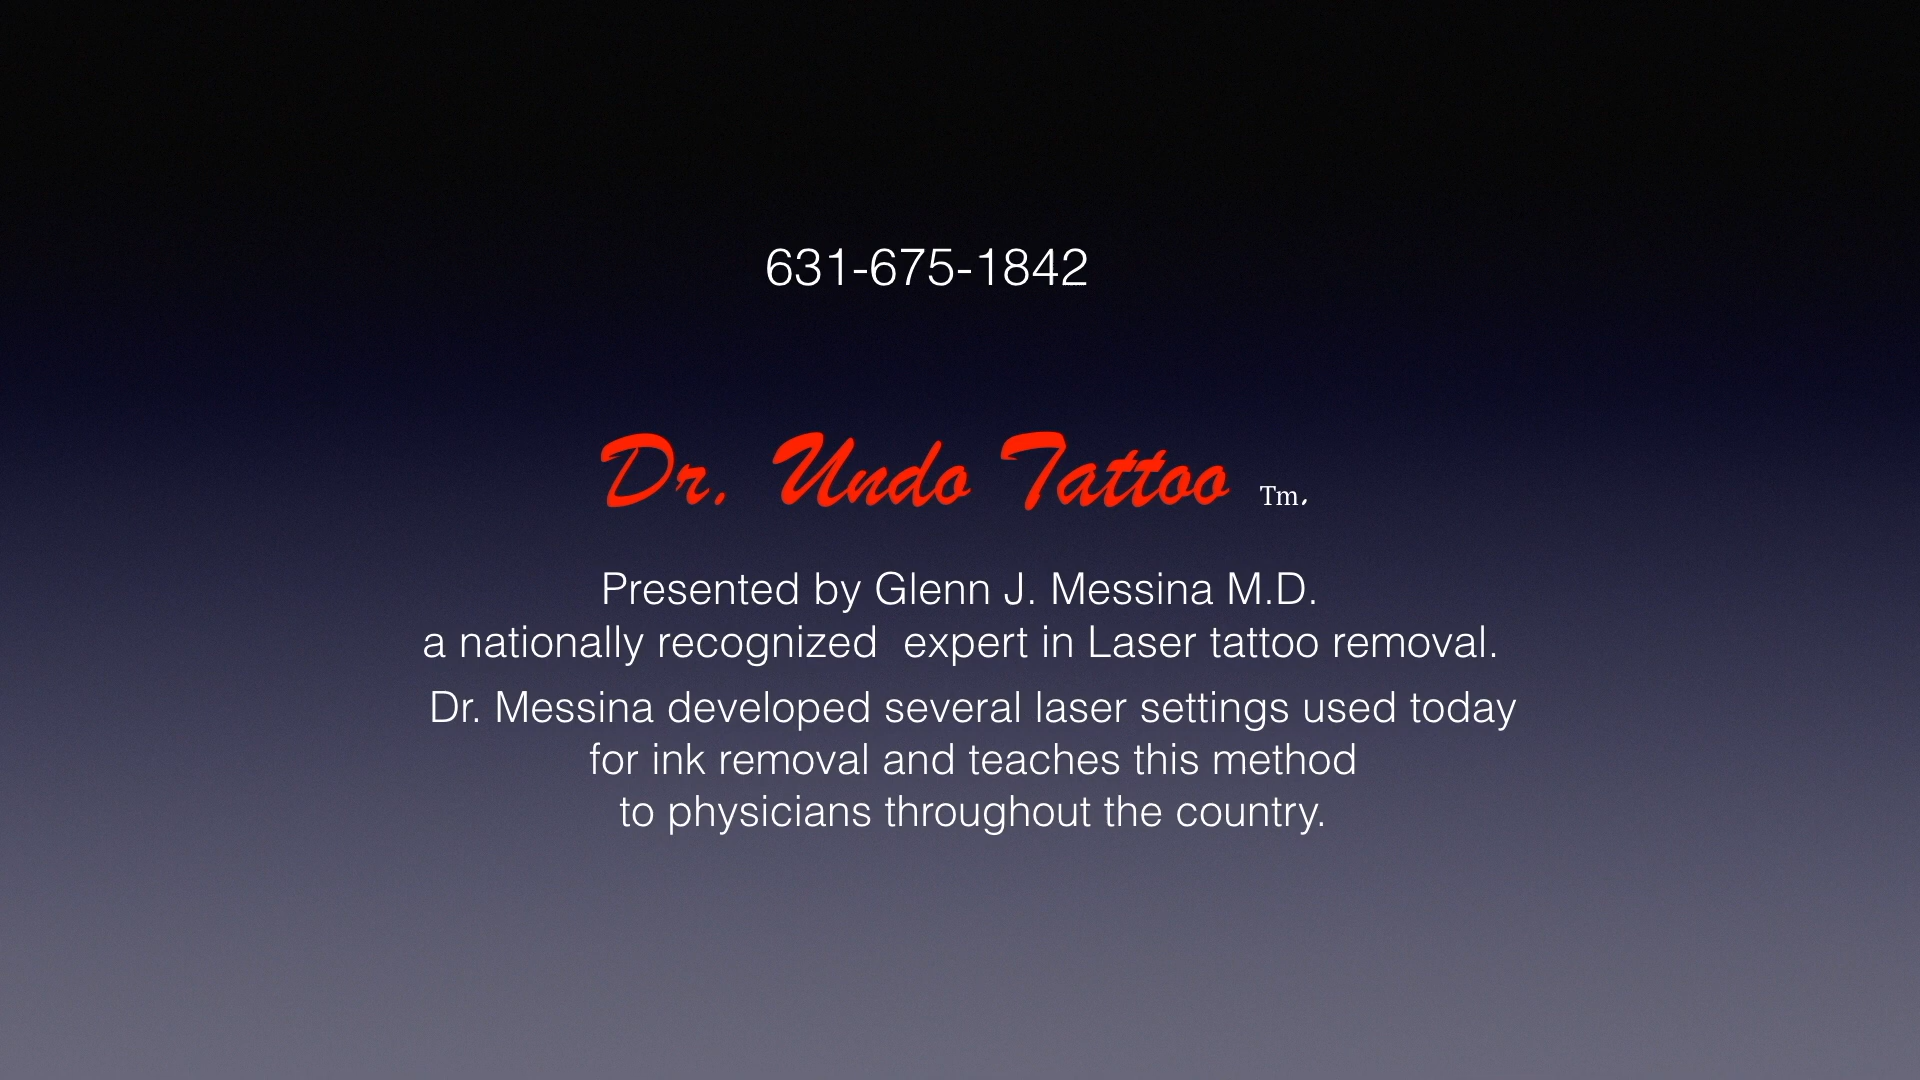 631-675-1842
Dr. Undo Tattoo Tm.
Presented by Glenn J. Messina M.D.
a nationally recognized  expert in Laser tattoo removal.
Dr. Messina developed several laser settings used today
for ink removal and teaches this method
to physicians throughout the country.